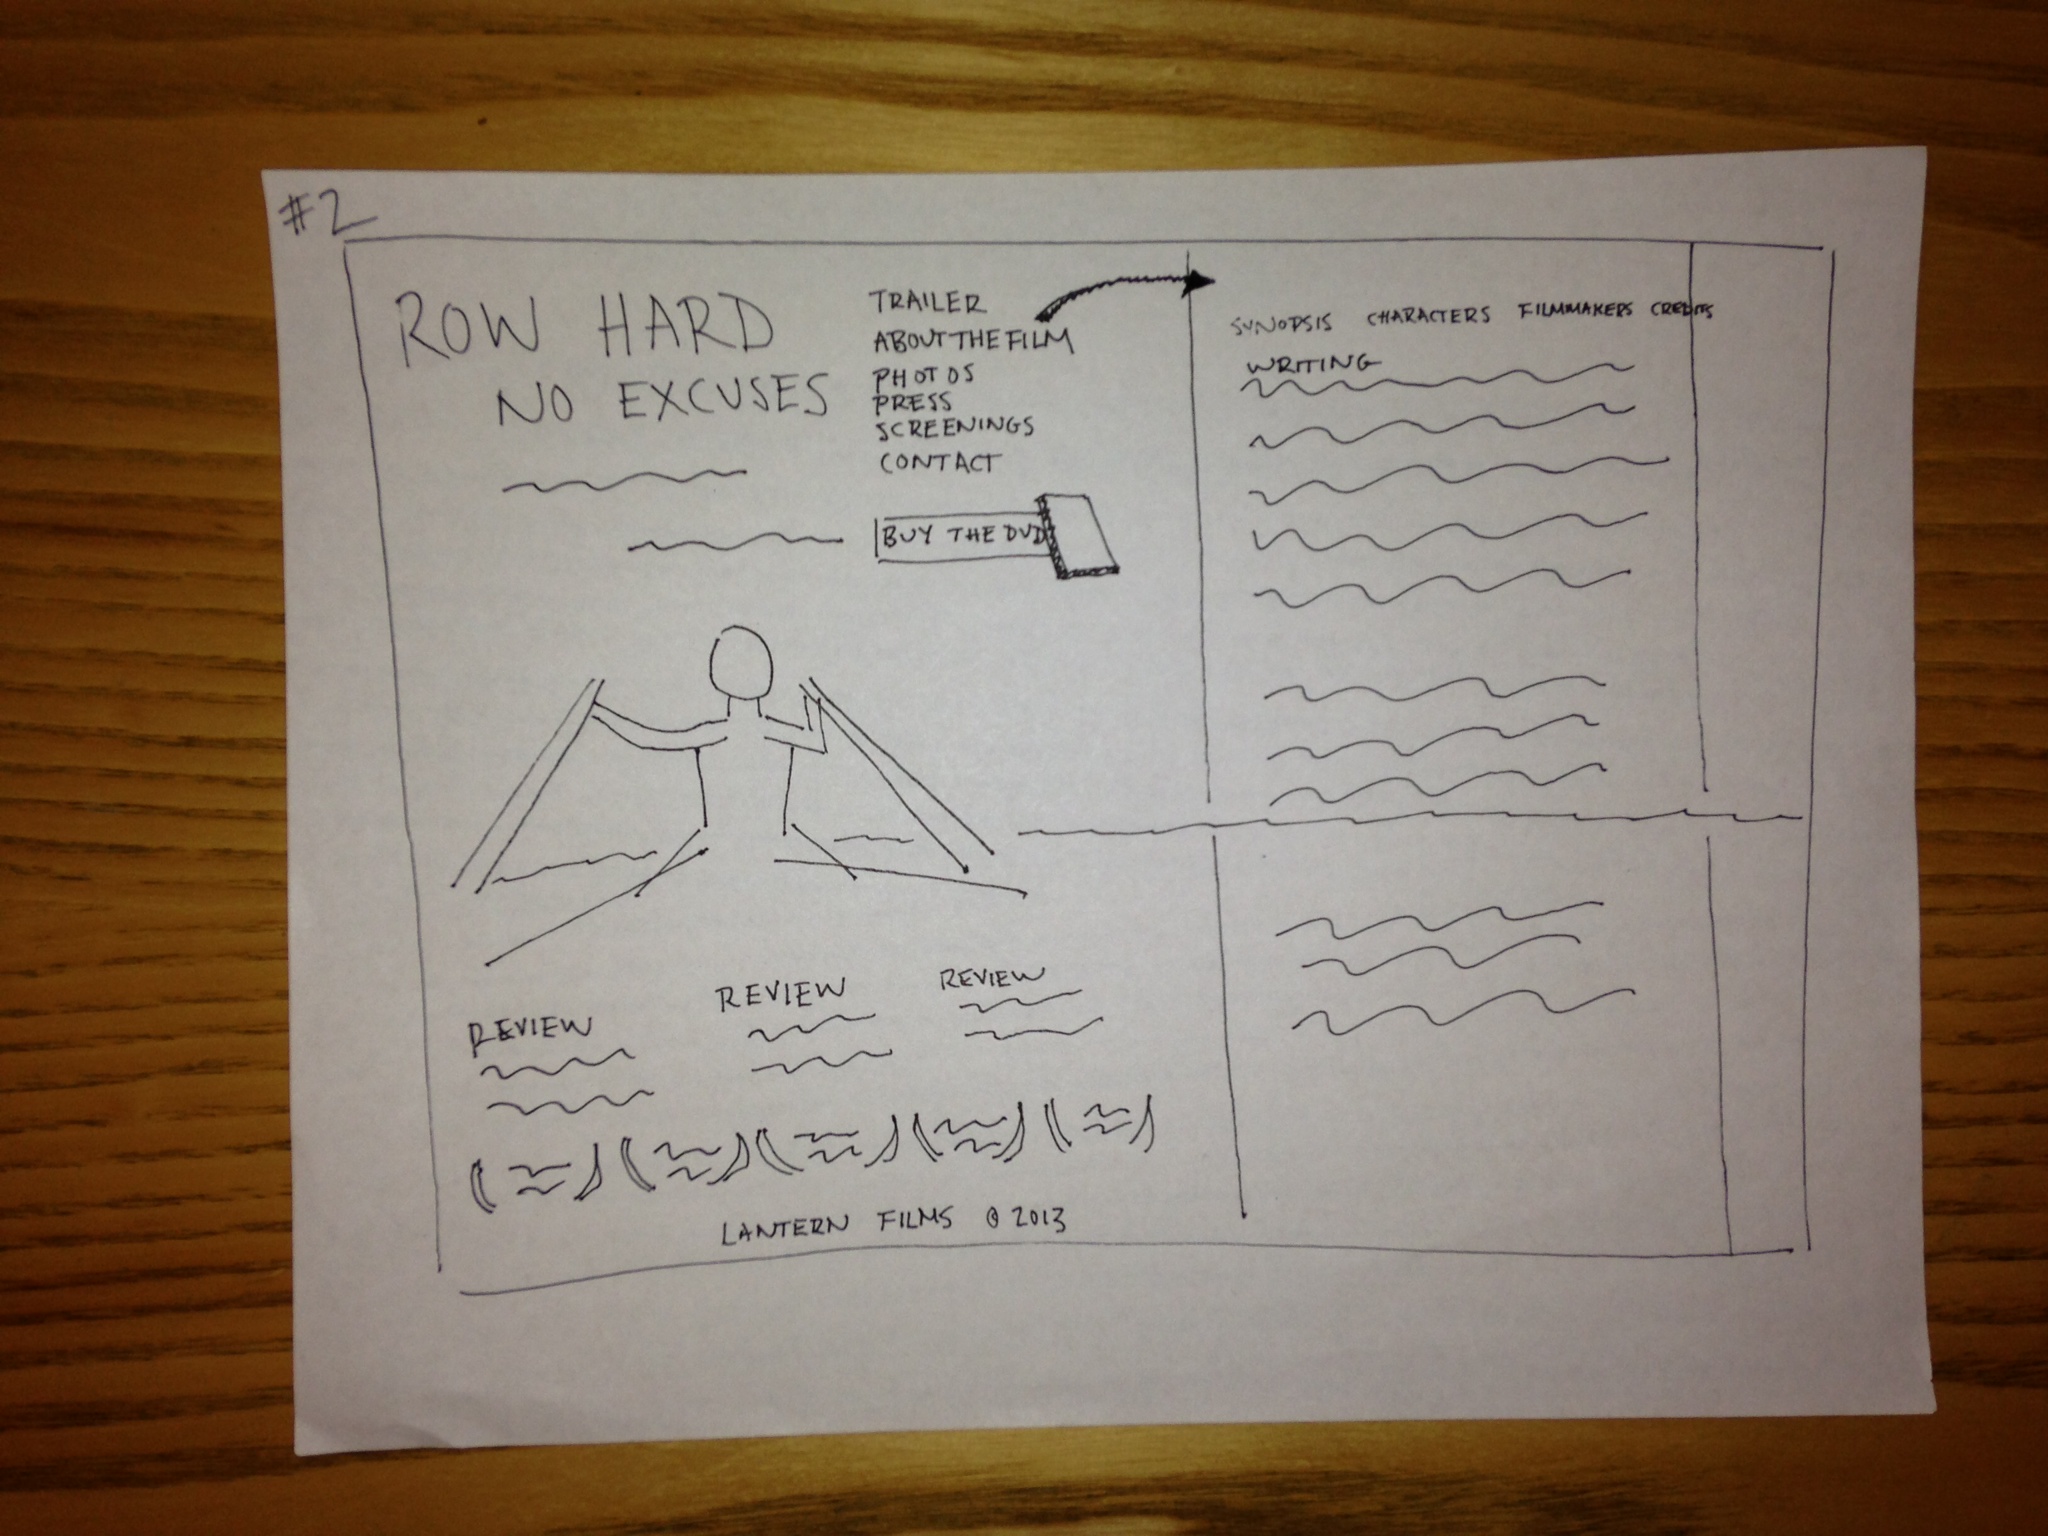 #2
ROW HARD
NO EXCUSES
TRAILER
ABOUT THE FILM
PHOTOS
PRESS
SCREENINGS
CONTACT
BUY THE DVD
SYNOPSIS CHARACTERS FILMMAKERS CREDITS
WRITING
REVIEW
REVIEW
REVIEW
LANTERN FILMS © 2013